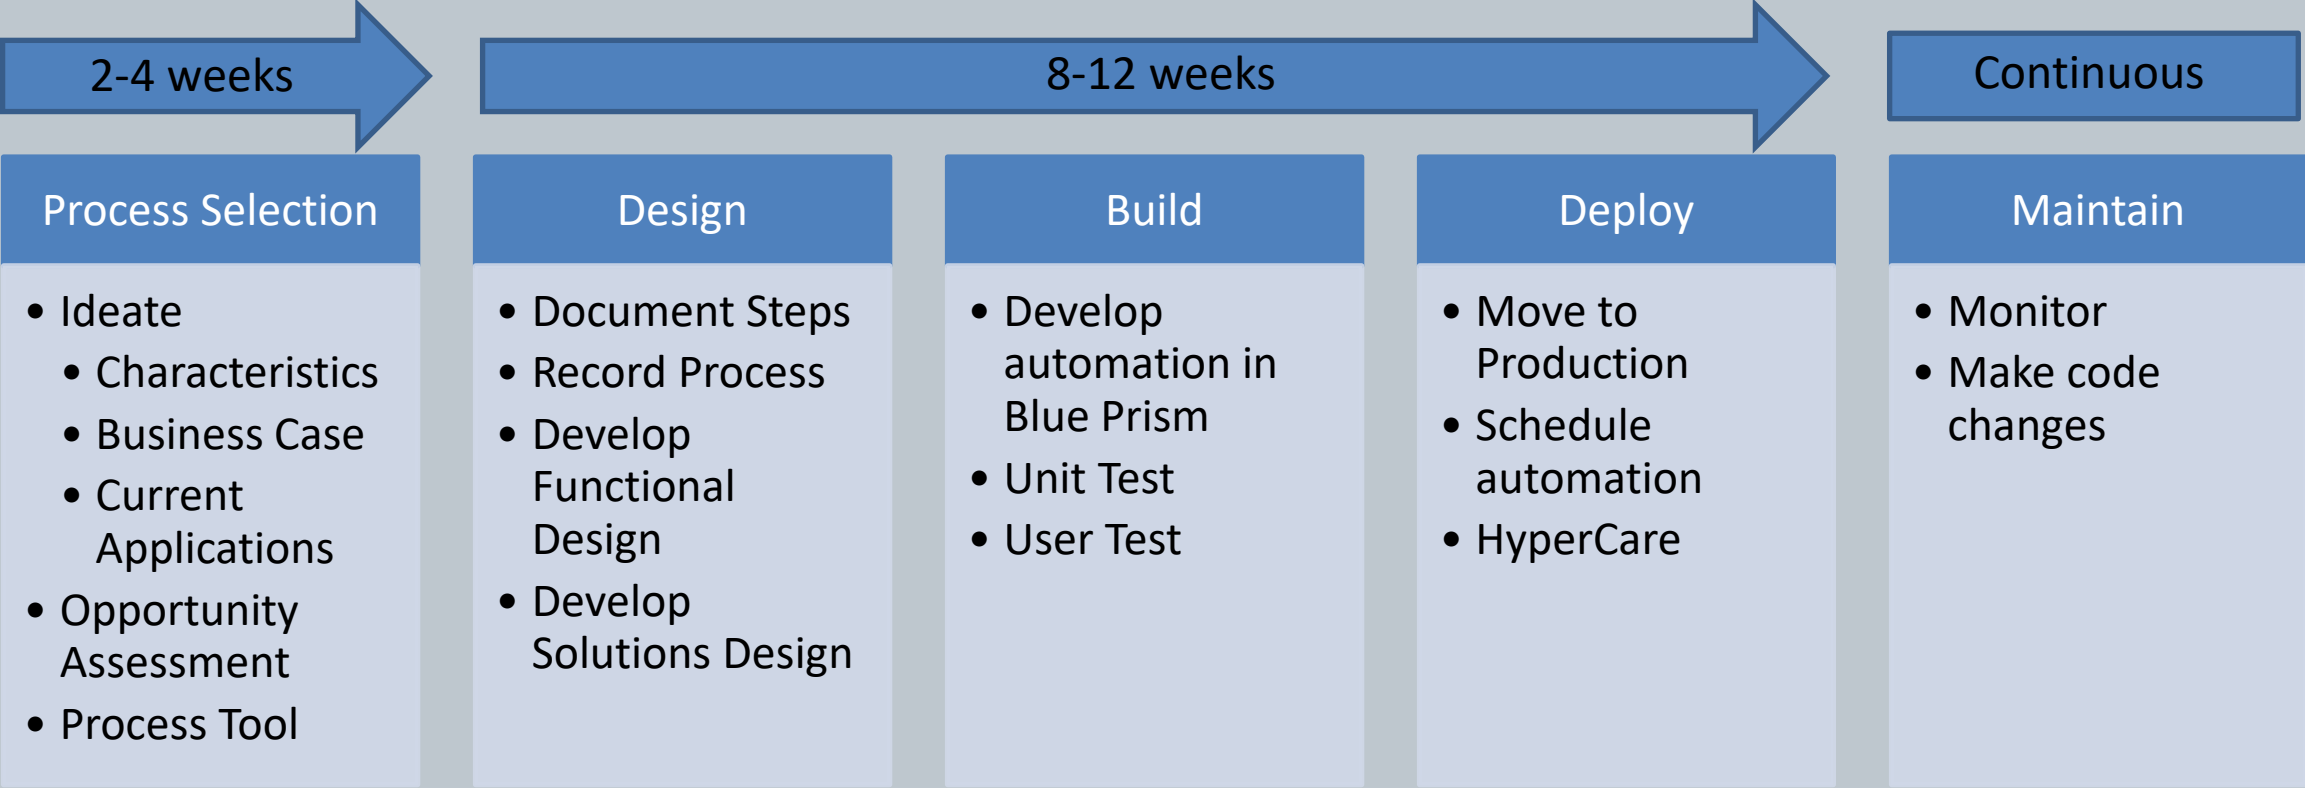 2-4 weeks
8-12 weeks
Continuous
Process Selection
• Ideate
• Characteristics
• Business Case
• Current
Applications
• Opportunity
Assessment
• Process Tool
Design
• Document Steps
• Record Process
• Develop
Functional
Design
• Develop
Solutions Design
Build
• Develop
automation in
Blue Prism
• Unit Test
• User Test
Deploy
• Move to
Production
• Schedule
automation
• HyperCare
Maintain
• Monitor
• Make code
changes